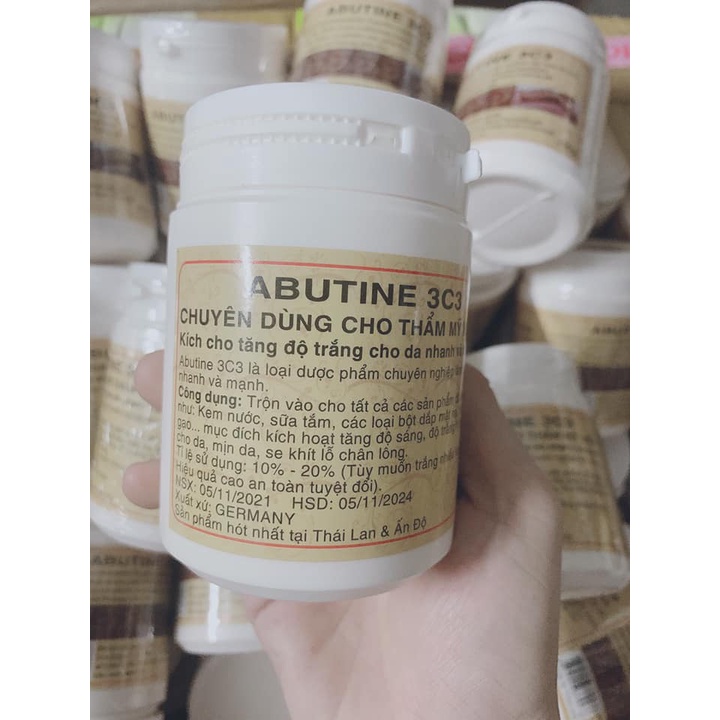 ABUTINE 3C3
CHUYÊN DÙNG CHO THẨM MỸ
Kích cho tăng độ trắng cho da nhanh
Abutine 3C3 là loại dược phẩm chuyên nghiệp
nhanh và mạnh.
Công dụng: Trộn vào cho tất cả các sản phẩm
như: Kem nước, sữa tắm, các loại bột đắp mặt
gạo... mục đích kích hoạt tăng độ sáng, độ trắng
cho da, mịn da, se khít lỗ chân lông.
Tỉ lệ sử dụng: 10% - 20% (Tùy muốn trắng nhiều
Hiệu quả cao an toàn tuyệt đối).
NSX: 05/11/2021 HSD: 05/11/2024
Xuất xứ: GERMANY
Sản phẩm hót nhất tại Thái Lan & Ấn Độ